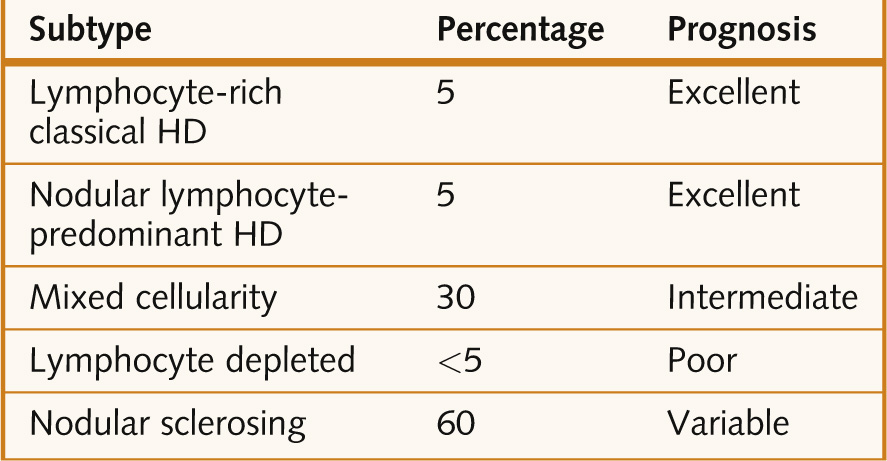 Subtype Percentage Prognosis
Lymphocyte-rich 5 Excellent
classical HD
Nodular lymphocyte- 5 Excellent
predominant HD
Mixed cellularity 30 Intermediate
Lymphocyte depleted <5 Poor
Nodular sclerosing 60 Variable